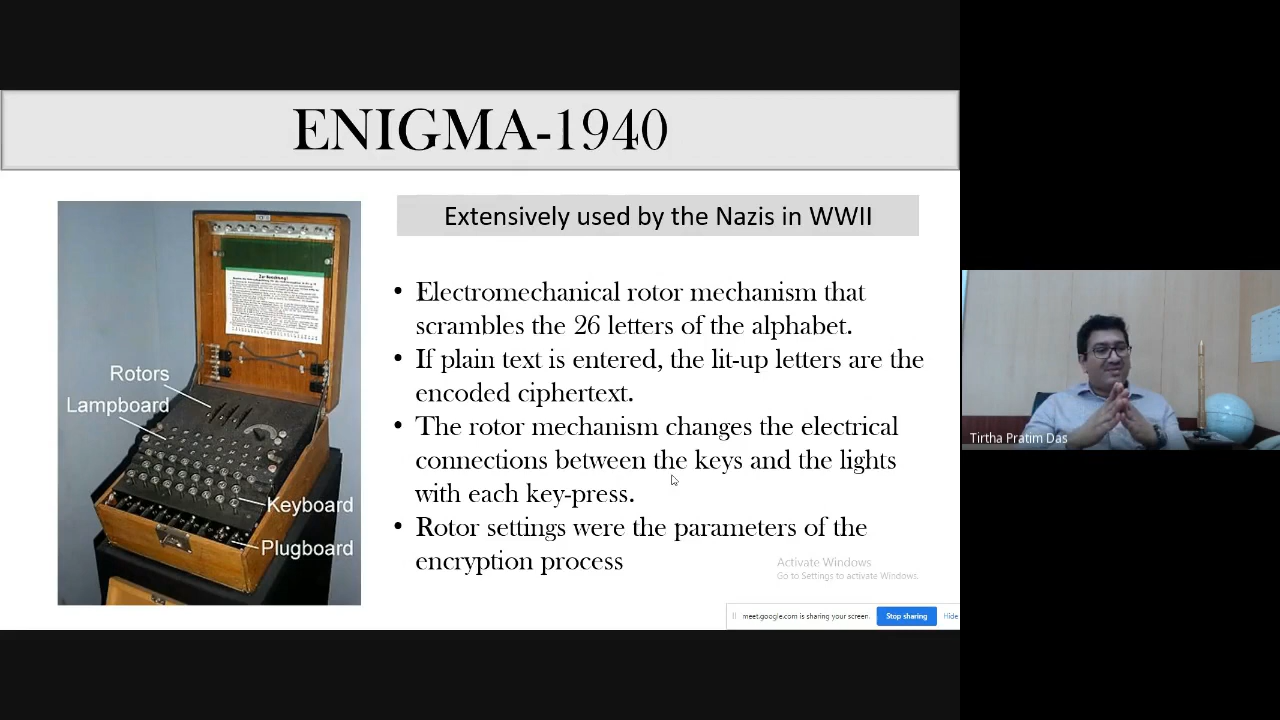 ENIGMA-1940
Extensively used by the Nazis in WWII
Rotors
Lampboard
Keyboard
Plugboard
• Electromechanical rotor mechanism that
scrambles the 26 letters of the alphabet.
• If plain text is entered, the lit-up letters are the
encoded ciphertext.
• The rotor mechanism changes the electrical
connections between the keys and the lights
with each key-press.
• Rotor settings were the parameters of the
encryption process
Activate Windows
Go to Settings to activate Windows.
meet.google.com is sharing your screen.
Stop sharing
Hide
Tirtha Pratim Das